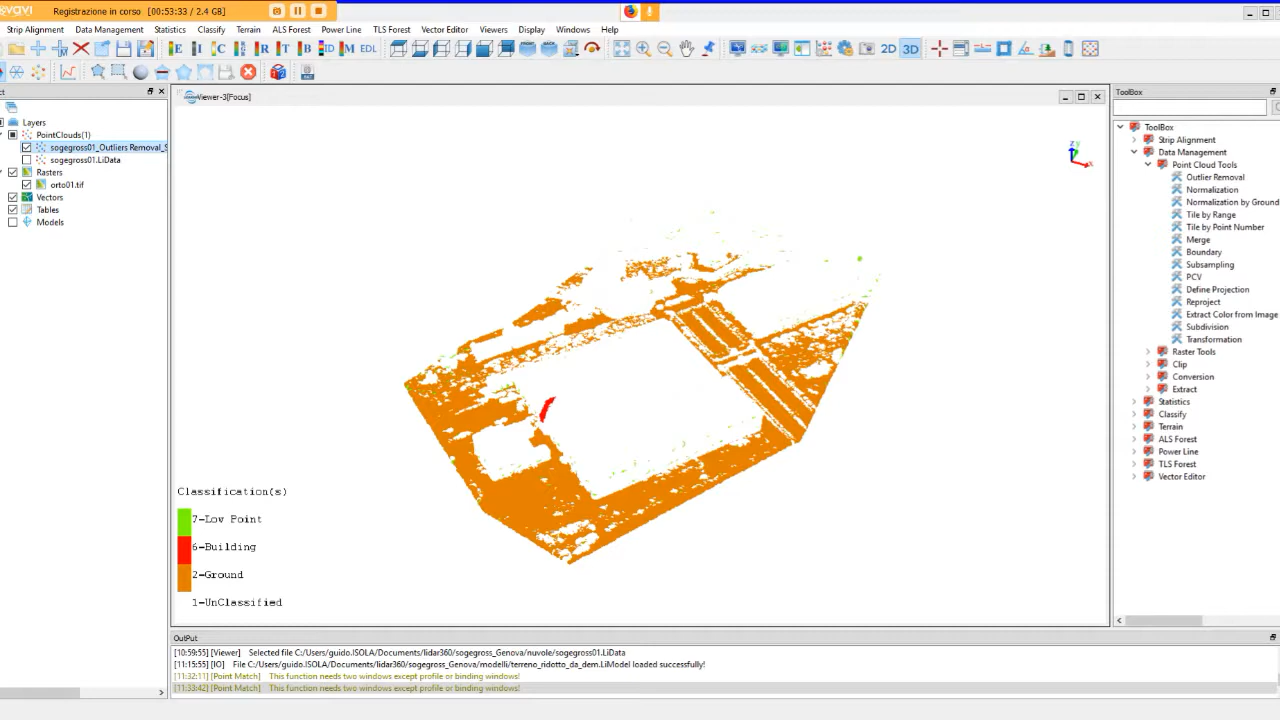 Registrazione in corso [00:53:33 / 2.4 GB]
Strip Alignment Data Management Statistics Classify Terrain ALS Forest Power Line TLS Forest Vector Editor Viewers Display Windows Help
E I C R T B ID M EDL 2D 3D
Viewer-3[Focus]
Layers
PointClouds(1)
sogegross01_Outliers Removal_S
sogegross01.LiData
Rasters
orto01.tif
Vectors
Tables
Models
Classification(s)
7-Low Point
6-Building
2-Ground
1-UnClassified
ToolBox
ToolBox
Strip Alignment
Data Management
Point Cloud Tools
Outlier Removal
Normalization
Normalization by Ground
Tile by Range
Tile by Point Number
Merge
Boundary
Subsampling
PCV
Define Projection
Reproject
Extract Color from Image
Subdivision
Transformation
Raster Tools
Clip
Conversion
Extract
Statistics
Classify
Terrain
ALS Forest
Power Line
TLS Forest
Vector Editor
OutPut
[10:59:55] [Viewer] Selected file C:/Users/guido.ISOLA/Documents/lidar360/sogegross_Genova/nuvole/sogegross01.LiData
[11:15:55] [IO] File C:/Users/guido.ISOLA/Documents/lidar360/sogegross_Genova/modelli/terreno_ridotto_da_dem.LiModel loaded successfully!
[11:32:11] [Point Match] This function needs two windows except profile or binding windows!
[11:33:42] [Point Match] This function needs two windows except profile or binding windows!